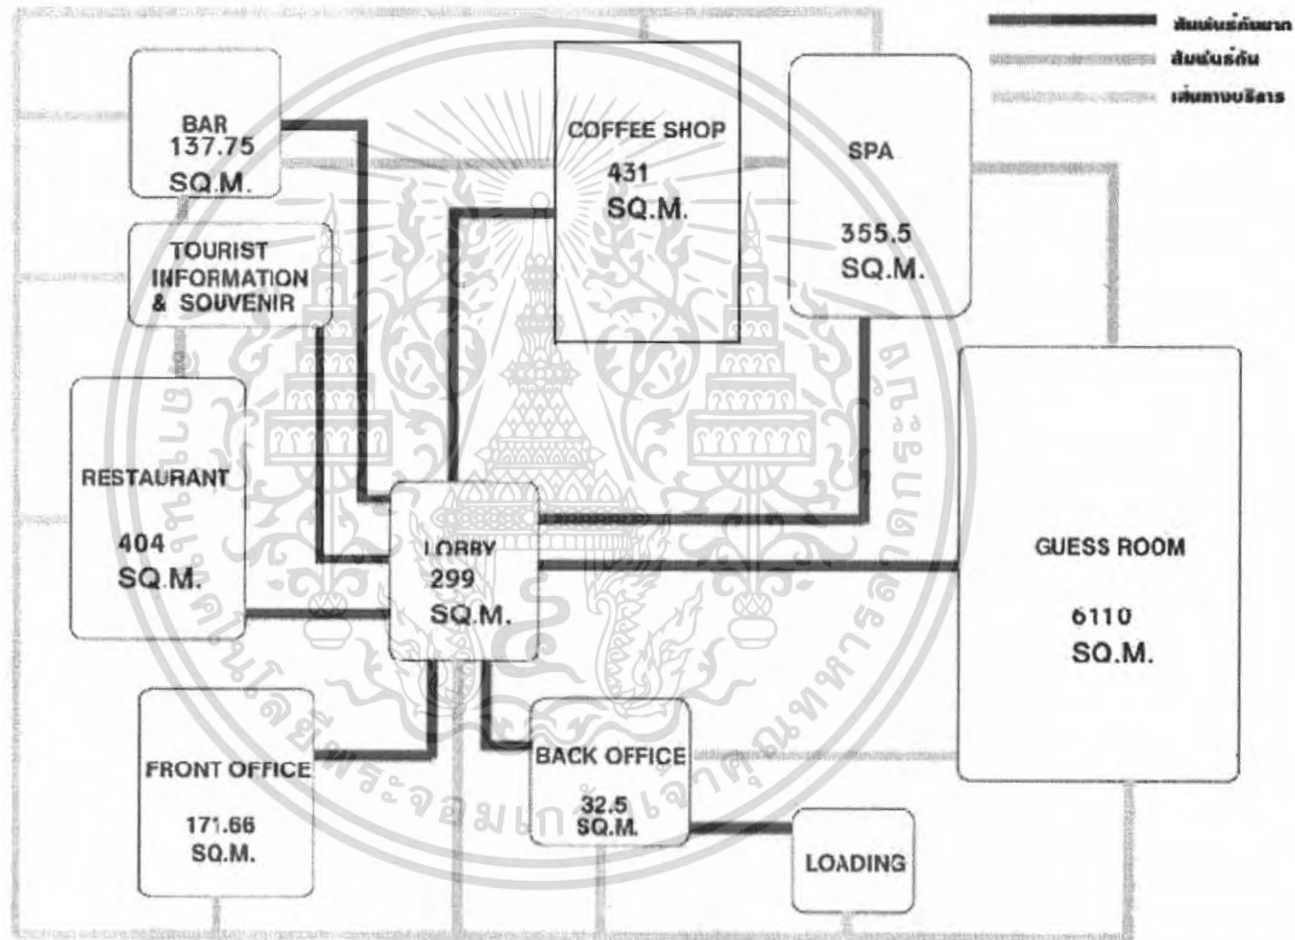 สัมพันธ์กันมาก
สัมพันธ์กัน
เส้นทางบริการ
BAR
137.75
SQ.M.
COFFEE SHOP
431
SQ.M.
SPA
355.5
SQ.M.
TOURIST
INFORMATION
& SOUVENIR
RESTAURANT
404
SQ.M.
LOBBY
299
SQ.M.
GUESS ROOM
6110
SQ.M.
FRONT OFFICE
171.66
SQ.M.
BACK OFFICE
32.5
SQ.M.
LOADING